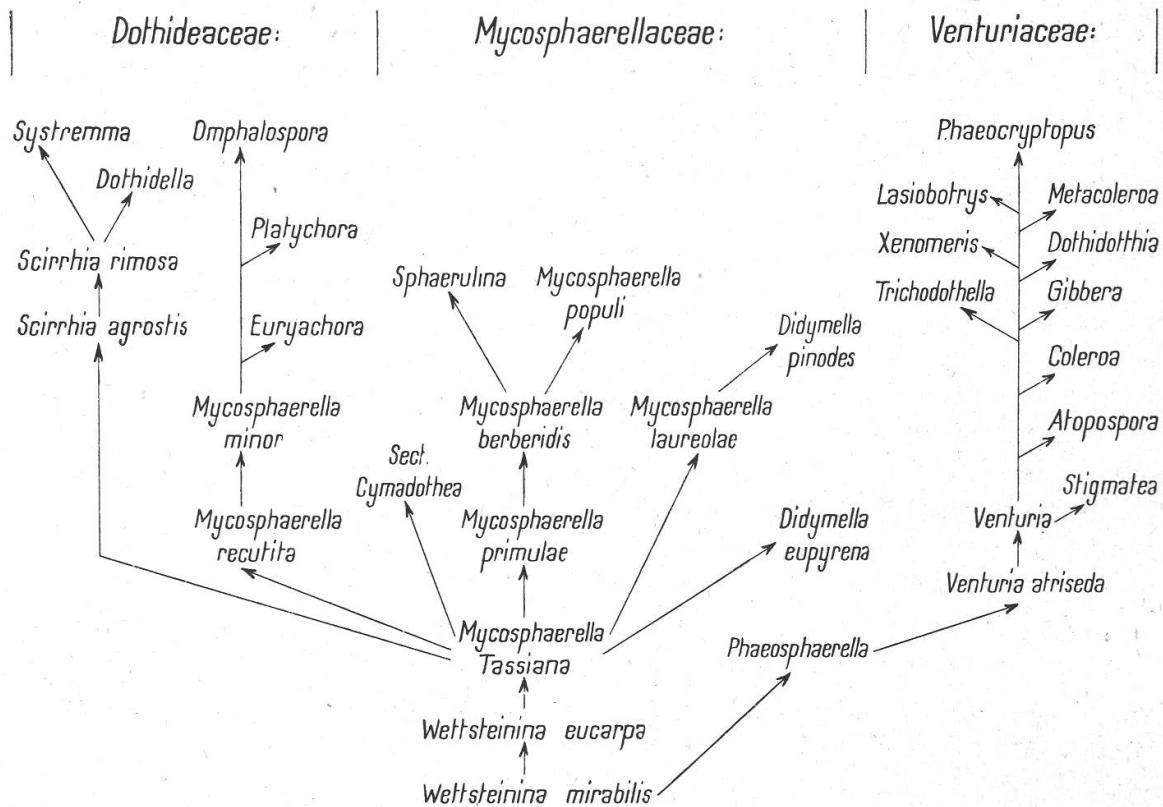 Dothideaceae:
Mycosphaerellaceae:
Venturiaceae:
Systremma
Omphalospora
Phaeocryptopus
Dothidella
Lasiobotrys
Metacoleroa
Platychora
Xenomeris
Dothidotthia
Scirrhia rimosa
Sphaerulina
Mycosphaerella
populi
Trichodothella
Gibbera
Scirrhia agrostis
Euryachora
Didymella
pinodes
Coleroa
Mycosphaerella
minor
Mycosphaerella
berberidis
Mycosphaerella
laureolae
Atopospora
Sect.
Cymadothea
Stigmatea
Mycosphaerella
recutita
Mycosphaerella
primulae
Didymella
eupyrena
Venturia
Venturia atriseda
Mycosphaerella
Tassiana
Phaeosphaerella
Wettsteinina eucarpa
Wettsteinina mirabilis